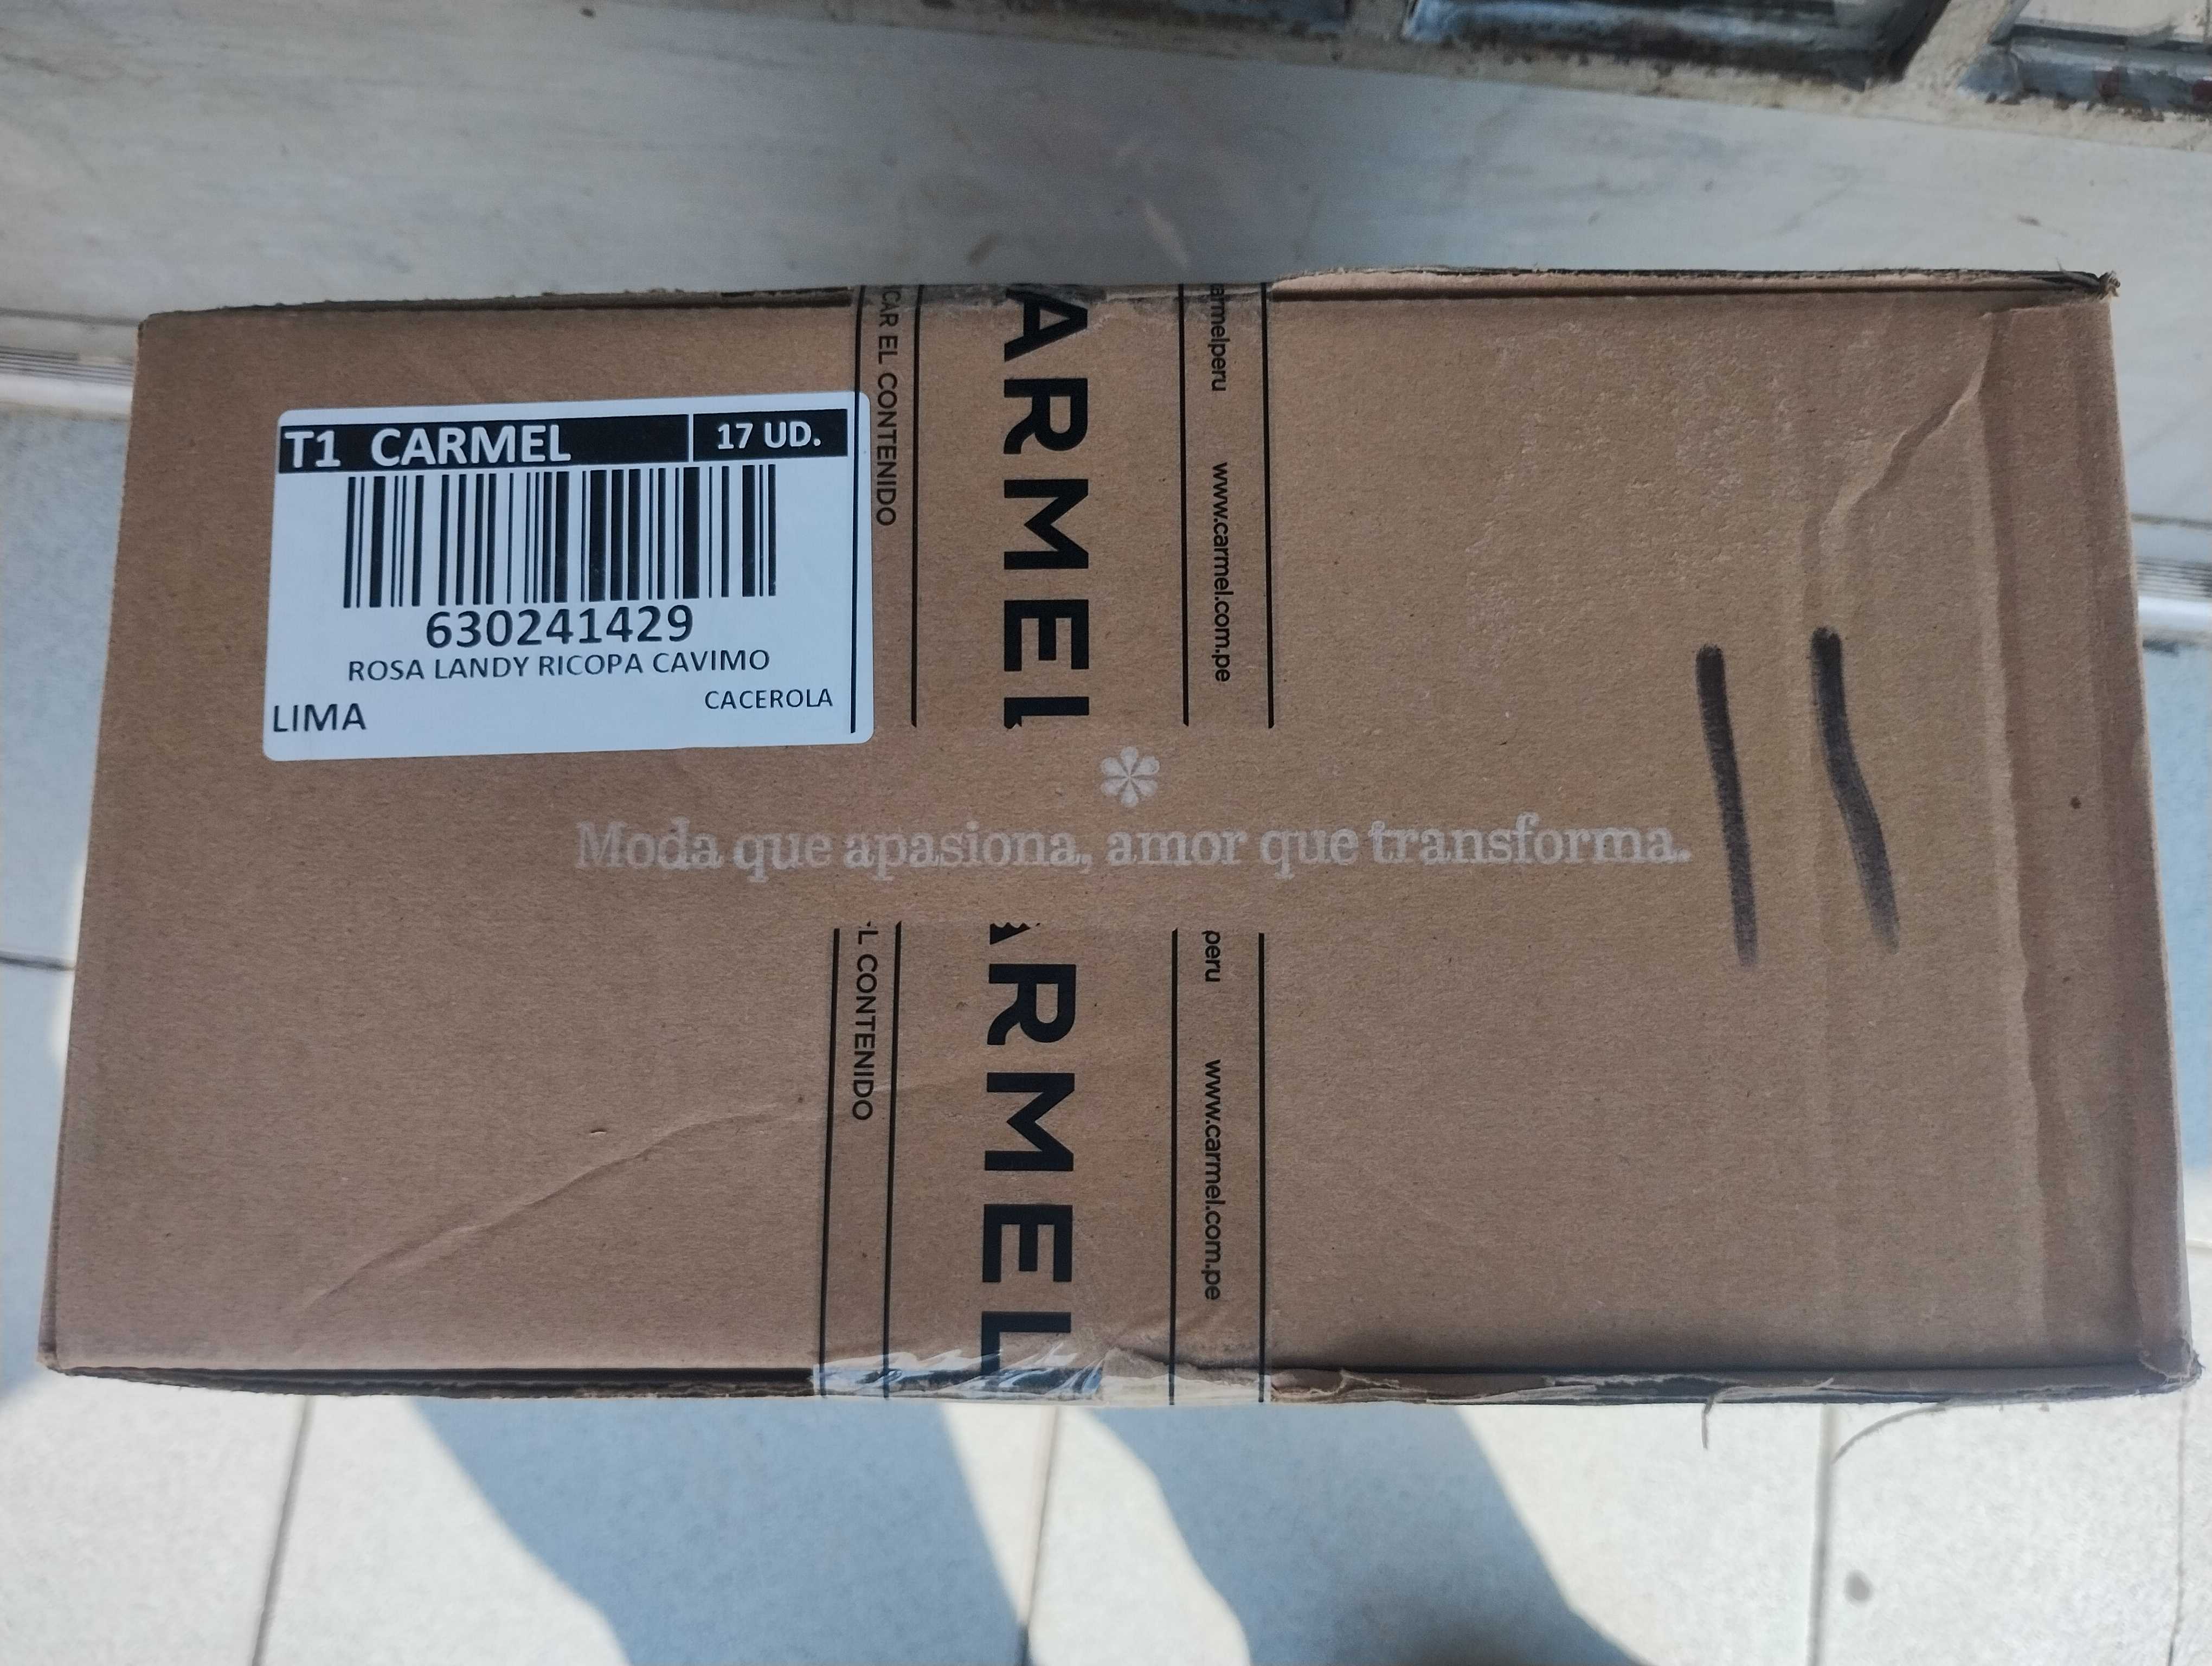 T1 CARMEL 17 UD.
630241429
ROSA LANDY RICOPA CAVIMO
CACEROLA
LIMA
CAR EL CONTENIDO
ARMEL
armelperu www.carmel.com.pe
Moda que apasiona, amor que transforma.
L CONTENIDO
ARMEL
peru www.carmel.com.pe